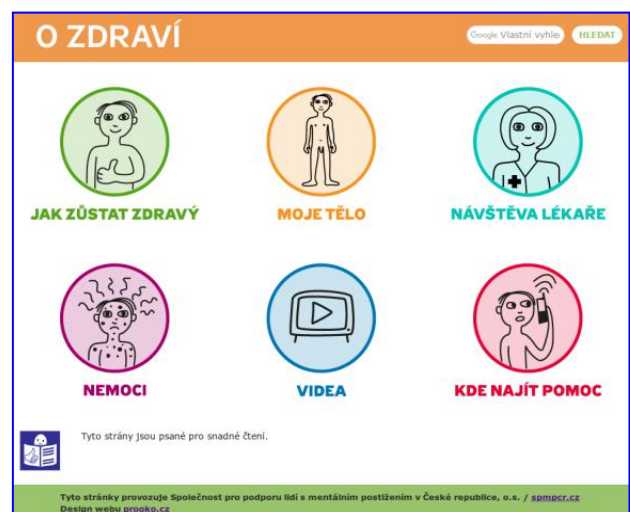 O ZDRAVÍ
Google Vlastní vyhle
HLEDAT
JAK ZŮSTAT ZDRAVÝ
MOJE TĚLO
NÁVŠTĚVA LÉKAŘE
NEMOCI
VIDEA
KDE NAJÍT POMOC
Tyto strány jsou psané pro snadné čtení.
Tyto stránky provozuje Společnost pro podporu lidí s mentálním postižením v České republice, o.s. / spmpcr.cz
Design webu prooko.cz